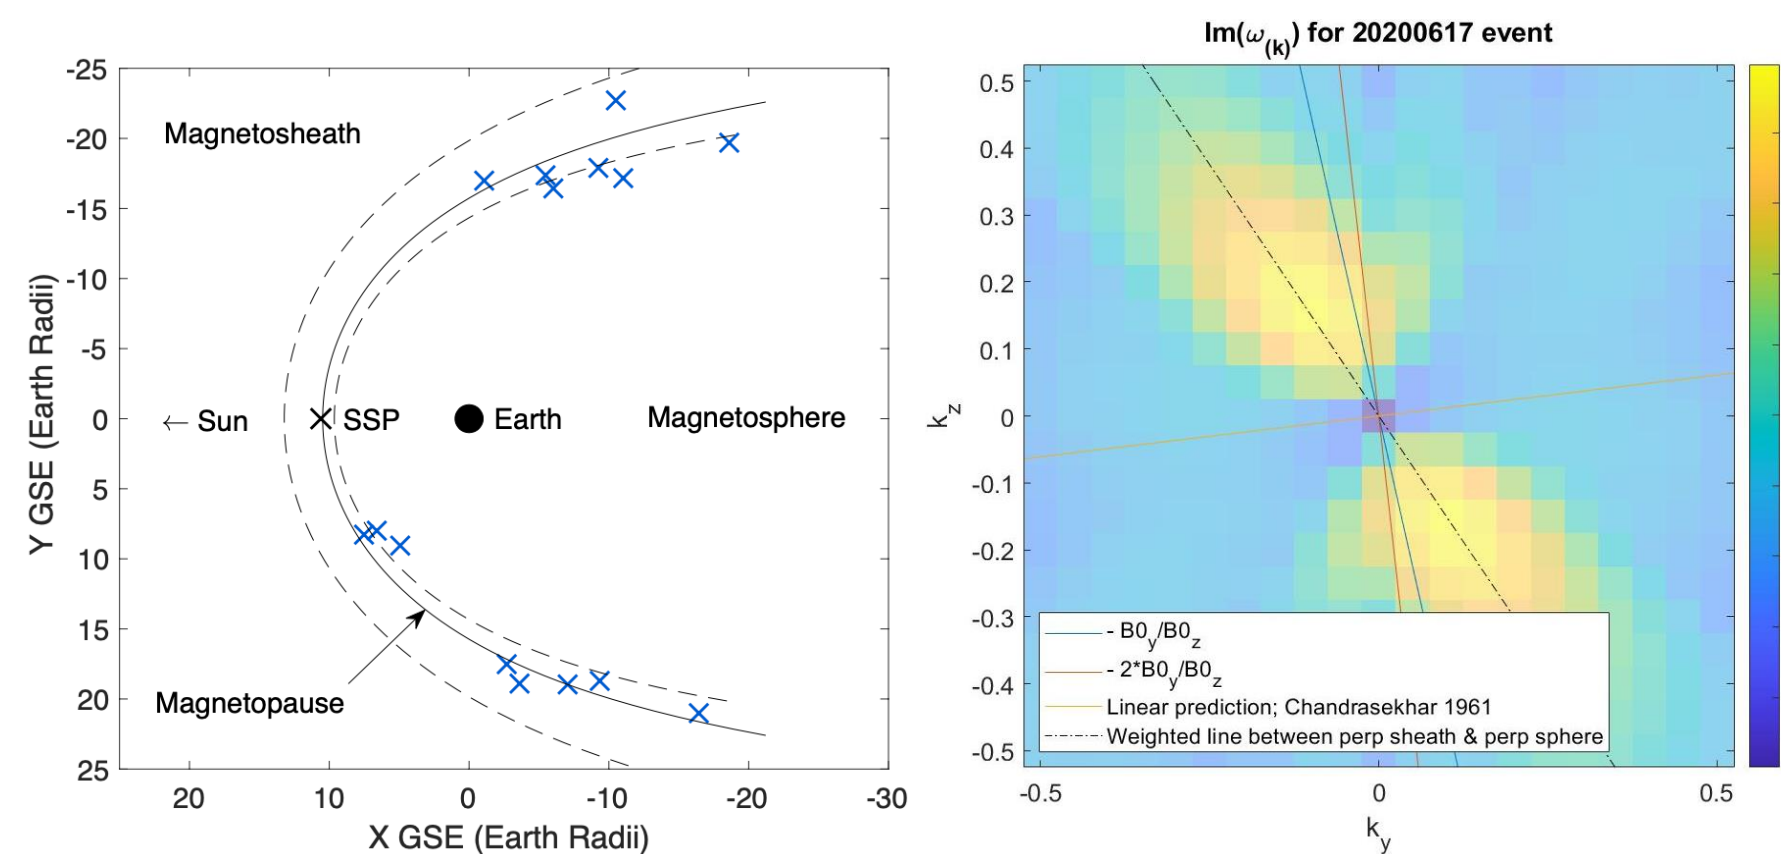 -25
-20
-15
-10
-5
0
5
10
15
20
25
20
10
0
-10
-20
-30
X GSE (Earth Radii)
Y GSE (Earth Radii)
Magnetosheath
← Sun
SSP
Earth
Magnetosphere
Magnetopause
Im(ω(k)) for 20200617 event
0.5
0.4
0.3
0.2
0.1
0
-0.1
-0.2
-0.3
-0.4
-0.5
kz
- B0y/B0z
- 2*B0y/B0z
Linear prediction; Chandrasekhar 1961
Weighted line between perp sheath & perp sphere
-0.5
0
0.5
ky